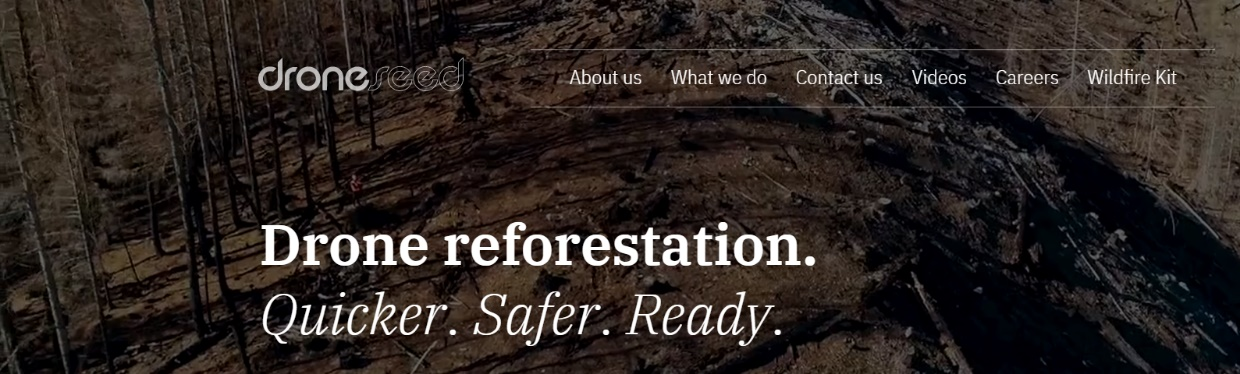 droneseed
About us What we do Contact us Videos Careers Wildfire Kit
Drone reforestation.
Quicker. Safer. Ready.